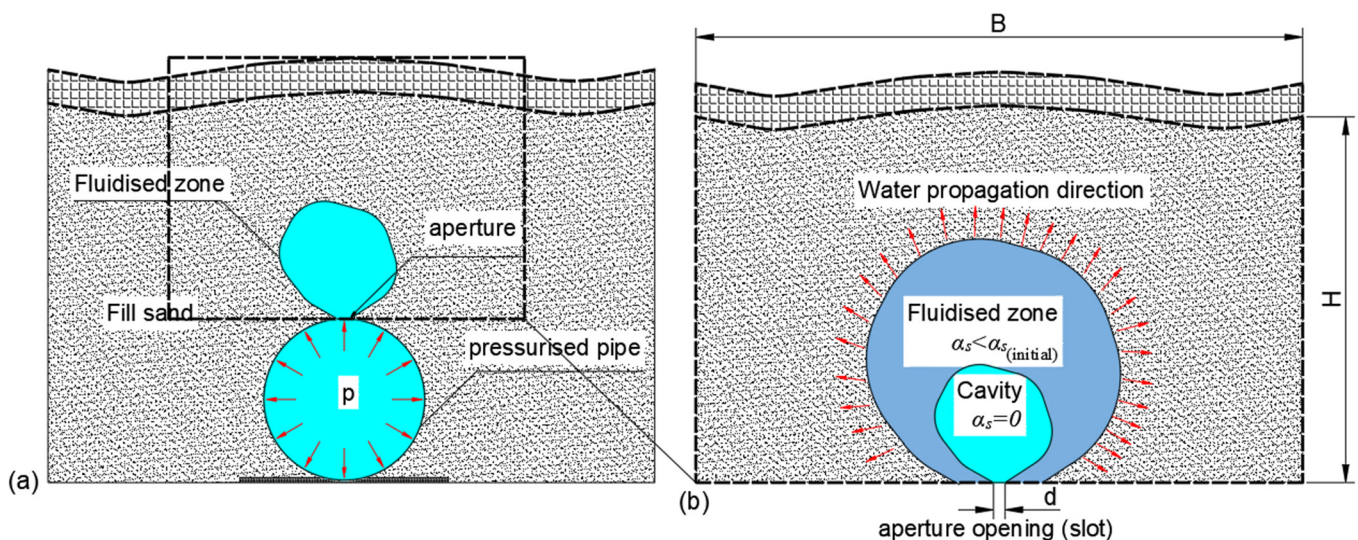 Fluidised zone
aperture
Fill sand
pressurised pipe
p
(a)
B
Water propagation direction
H
Fluidised zone
αs<αs(initial)
Cavity
αs=0
d
(b)
aperture opening (slot)